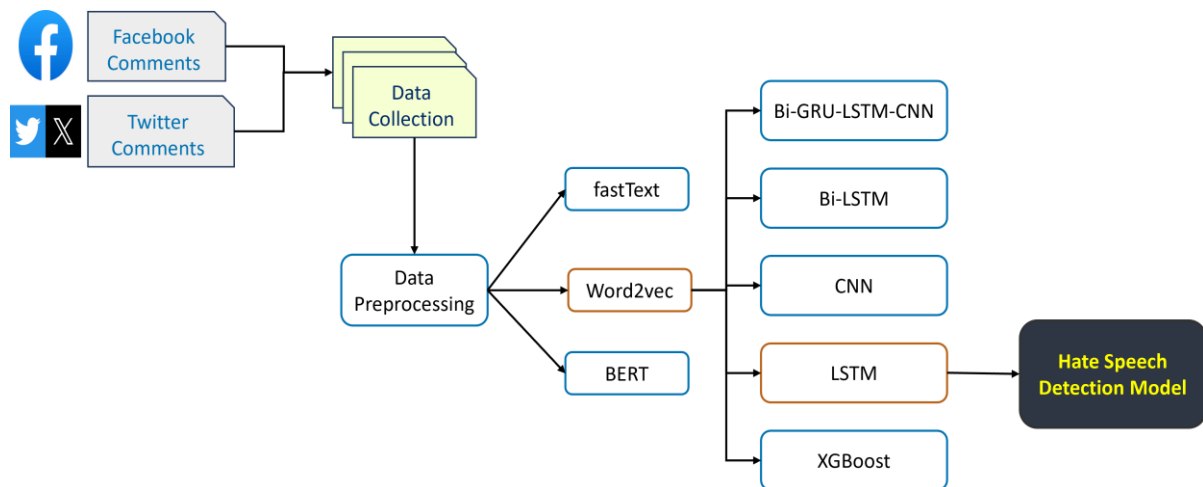 Facebook
Comments
Twitter
Comments
Data
Collection
Data
Preprocessing
fastText
Word2vec
BERT
Bi-GRU-LSTM-CNN
Bi-LSTM
CNN
LSTM
XGBoost
Hate Speech
Detection Model